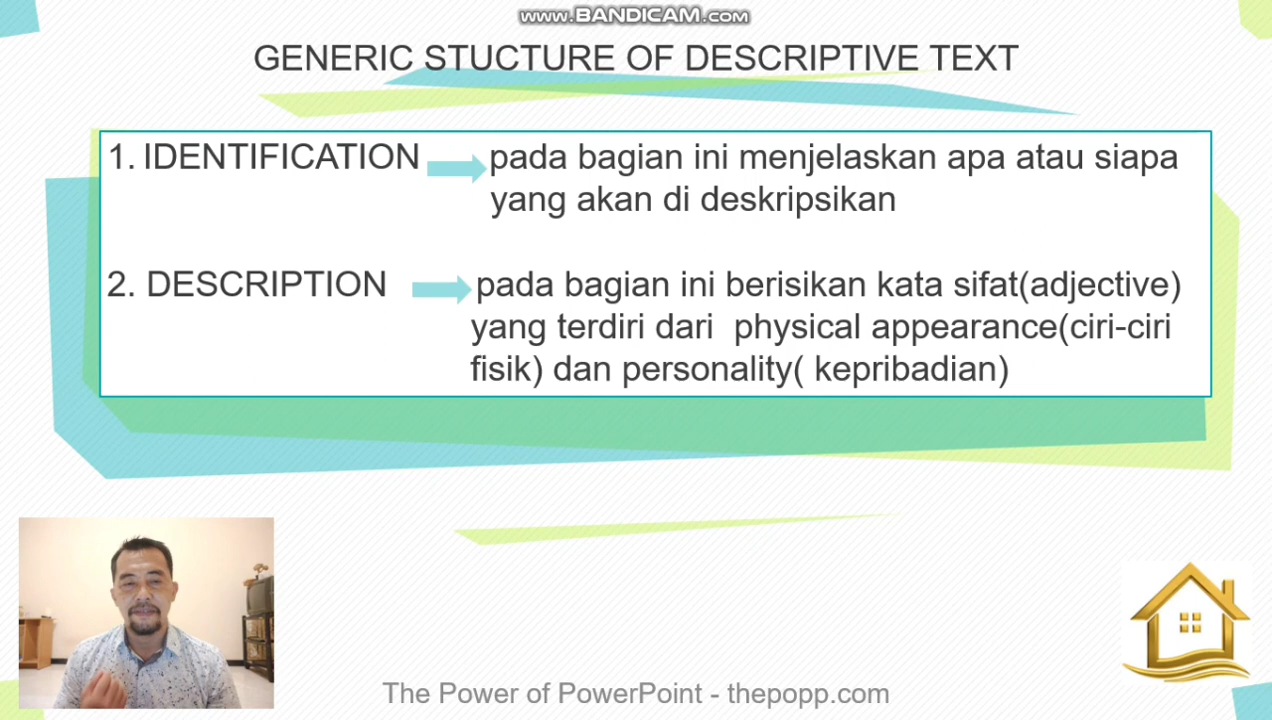 www.BANDICAM.com
GENERIC STUCTURE OF DESCRIPTIVE TEXT
1. IDENTIFICATION pada bagian ini menjelaskan apa atau siapa
yang akan di deskripsikan
2. DESCRIPTION pada bagian ini berisikan kata sifat(adjective)
yang terdiri dari physical appearance(ciri-ciri
fisik) dan personality( kepribadian)
The Power of PowerPoint - thepopp.com